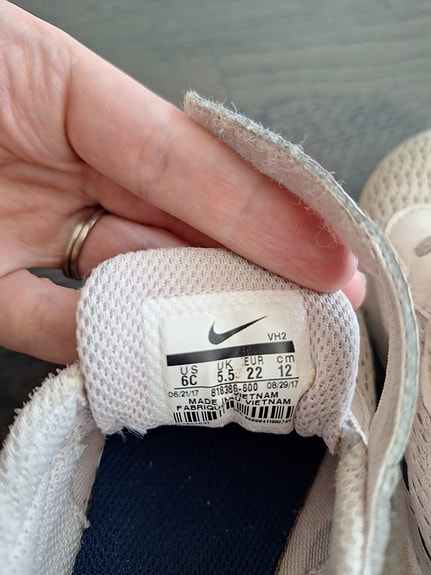 VH2
US UK EUR cm
6C 5.5 22 12
06/21/17 818386-600 08/29/17
MADE IN VIETNAM
FABRIQUÉ AU VIETNAM